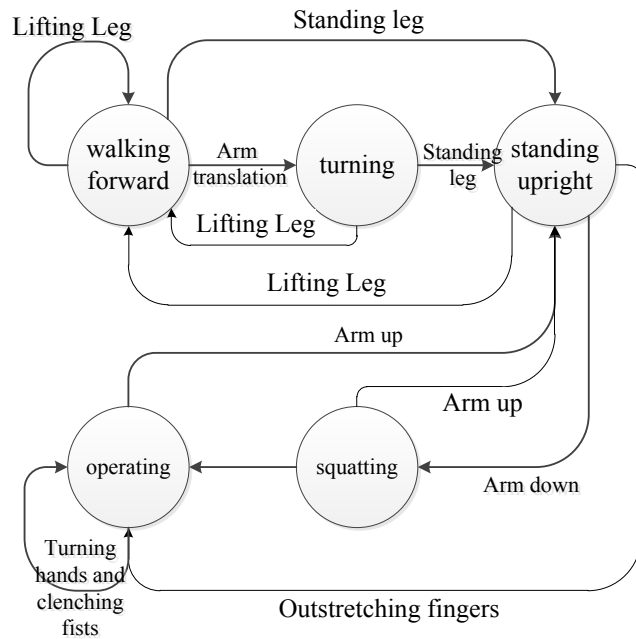 Lifting Leg
Standing leg
walking
forward
Arm
translation
turning
Standing
leg
standing
upright
Lifting Leg
Lifting Leg
Arm up
Arm up
operating
squatting
Arm down
Turning
hands and
clenching
fists
Outstretching fingers